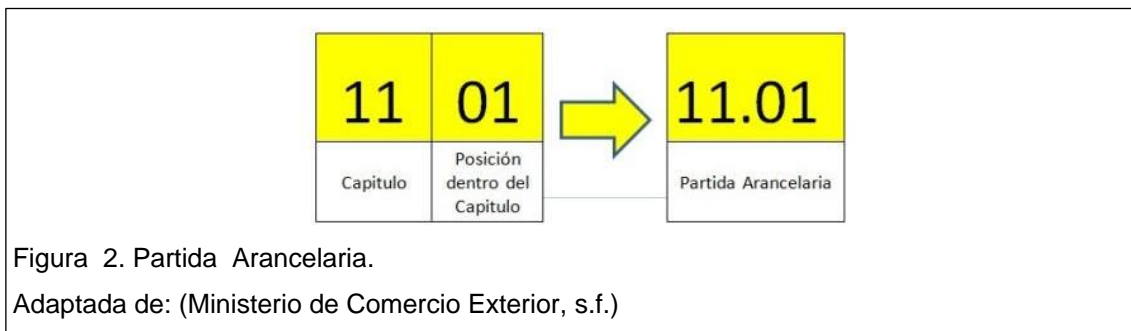 11 01 11.01
Capitulo
Posición
dentro del
Capitulo
Partida Arancelaria
Figura 2. Partida Arancelaria.
Adaptada de: (Ministerio de Comercio Exterior, s.f.)